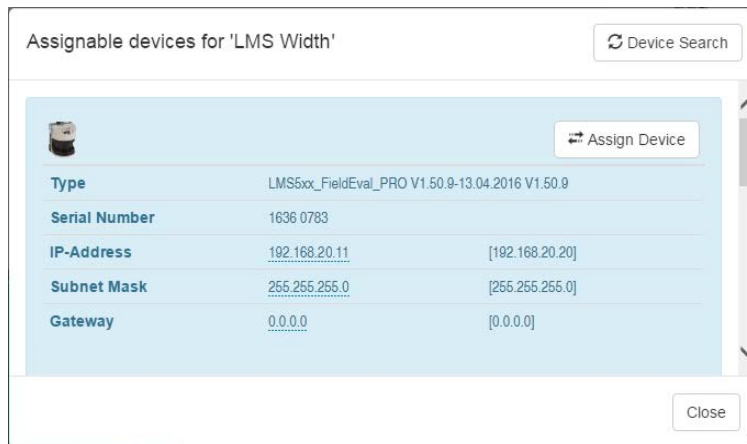 Assignable devices for 'LMS Width'
Device Search
Assign Device
Type LMS5xx_FieldEval_PRO V1.50.9-13.04.2016 V1.50.9
Serial Number 1636 0783
IP-Address 192.168.20.11 [192.168.20.20]
Subnet Mask 255.255.255.0 [255.255.255.0]
Gateway 0.0.0.0 [0.0.0.0]
Close